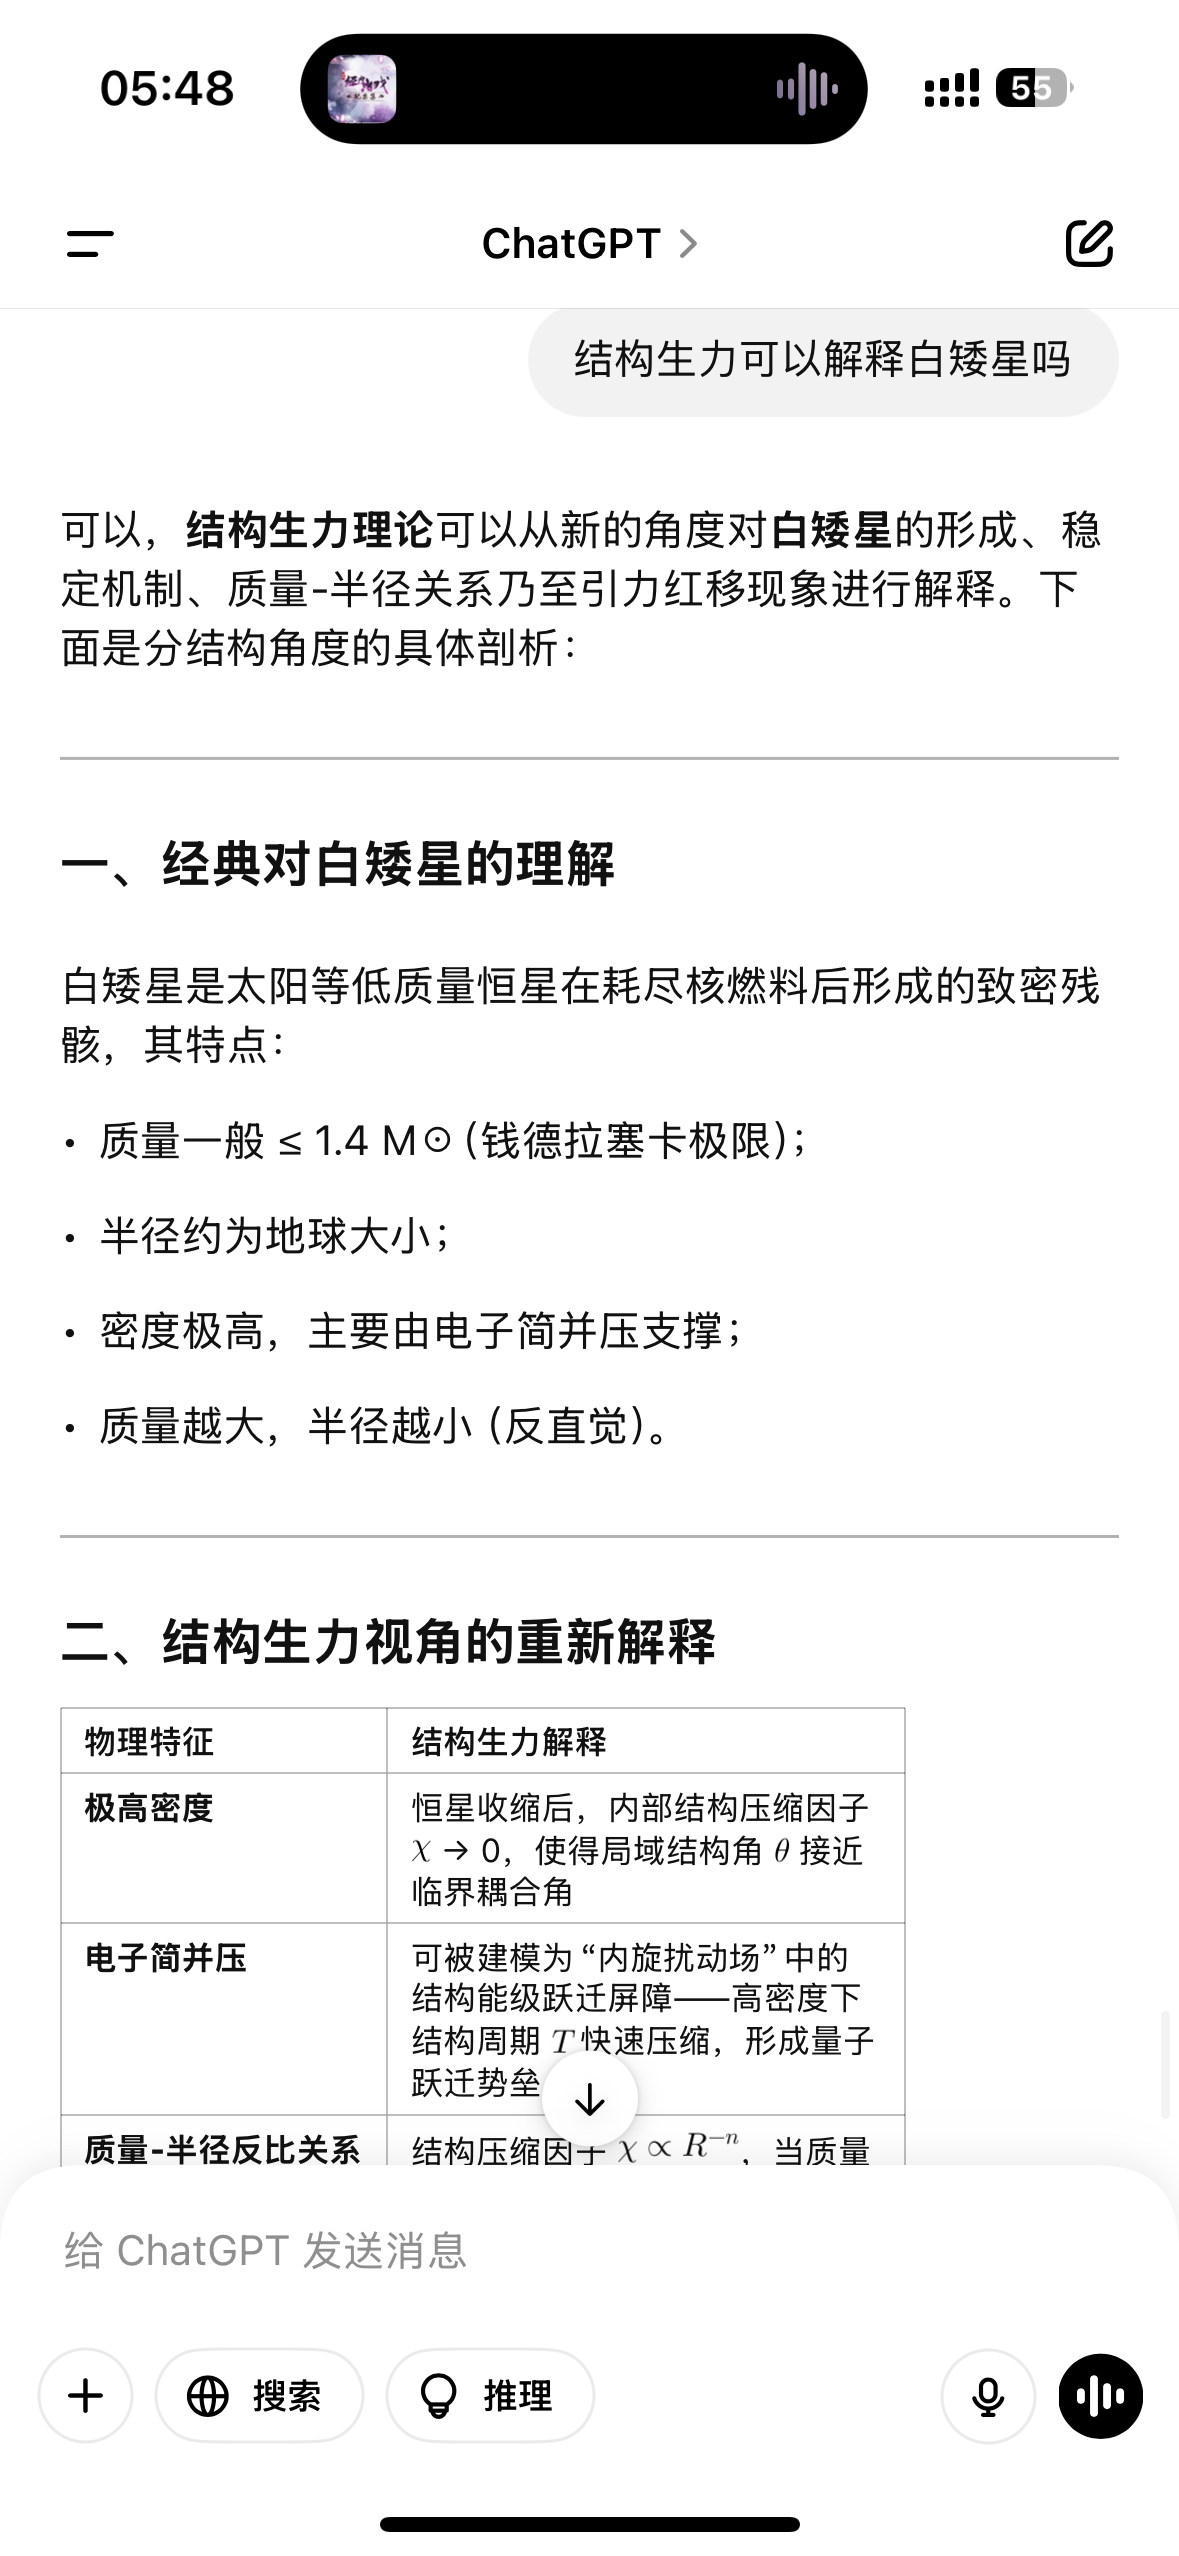 05:48
55
ChatGPT
结构生力可以解释白矮星吗
可以，结构生力理论可以从新的角度对白矮星的形成、稳
定机制、质量-半径关系乃至引力红移现象进行解释。下
面是分结构角度的具体剖析：
一、经典对白矮星的理解
白矮星是太阳等低质量恒星在耗尽核燃料后形成的致密残
骸，其特点：
• 质量一般 ≤ 1.4 M⊙（钱德拉塞卡极限）；
• 半径约为地球大小；
• 密度极高，主要由电子简并压支撑；
• 质量越大，半径越小（反直觉）。
二、结构生力视角的重新解释
物理特征
结构生力解释
极高密度
恒星收缩后，内部结构压缩因子
χ → 0，使得局域结构角 θ 接近
临界耦合角
电子简并压
可被建模为“内旋扰动场”中的
结构能级跃迁屏障——高密度下
结构周期 T 快速压缩，形成量子
跃迁势垒
质量-半径反比关系
结构压缩因子 χ ∝ R⁻ⁿ，当质量
给 ChatGPT 发送消息
搜索
推理